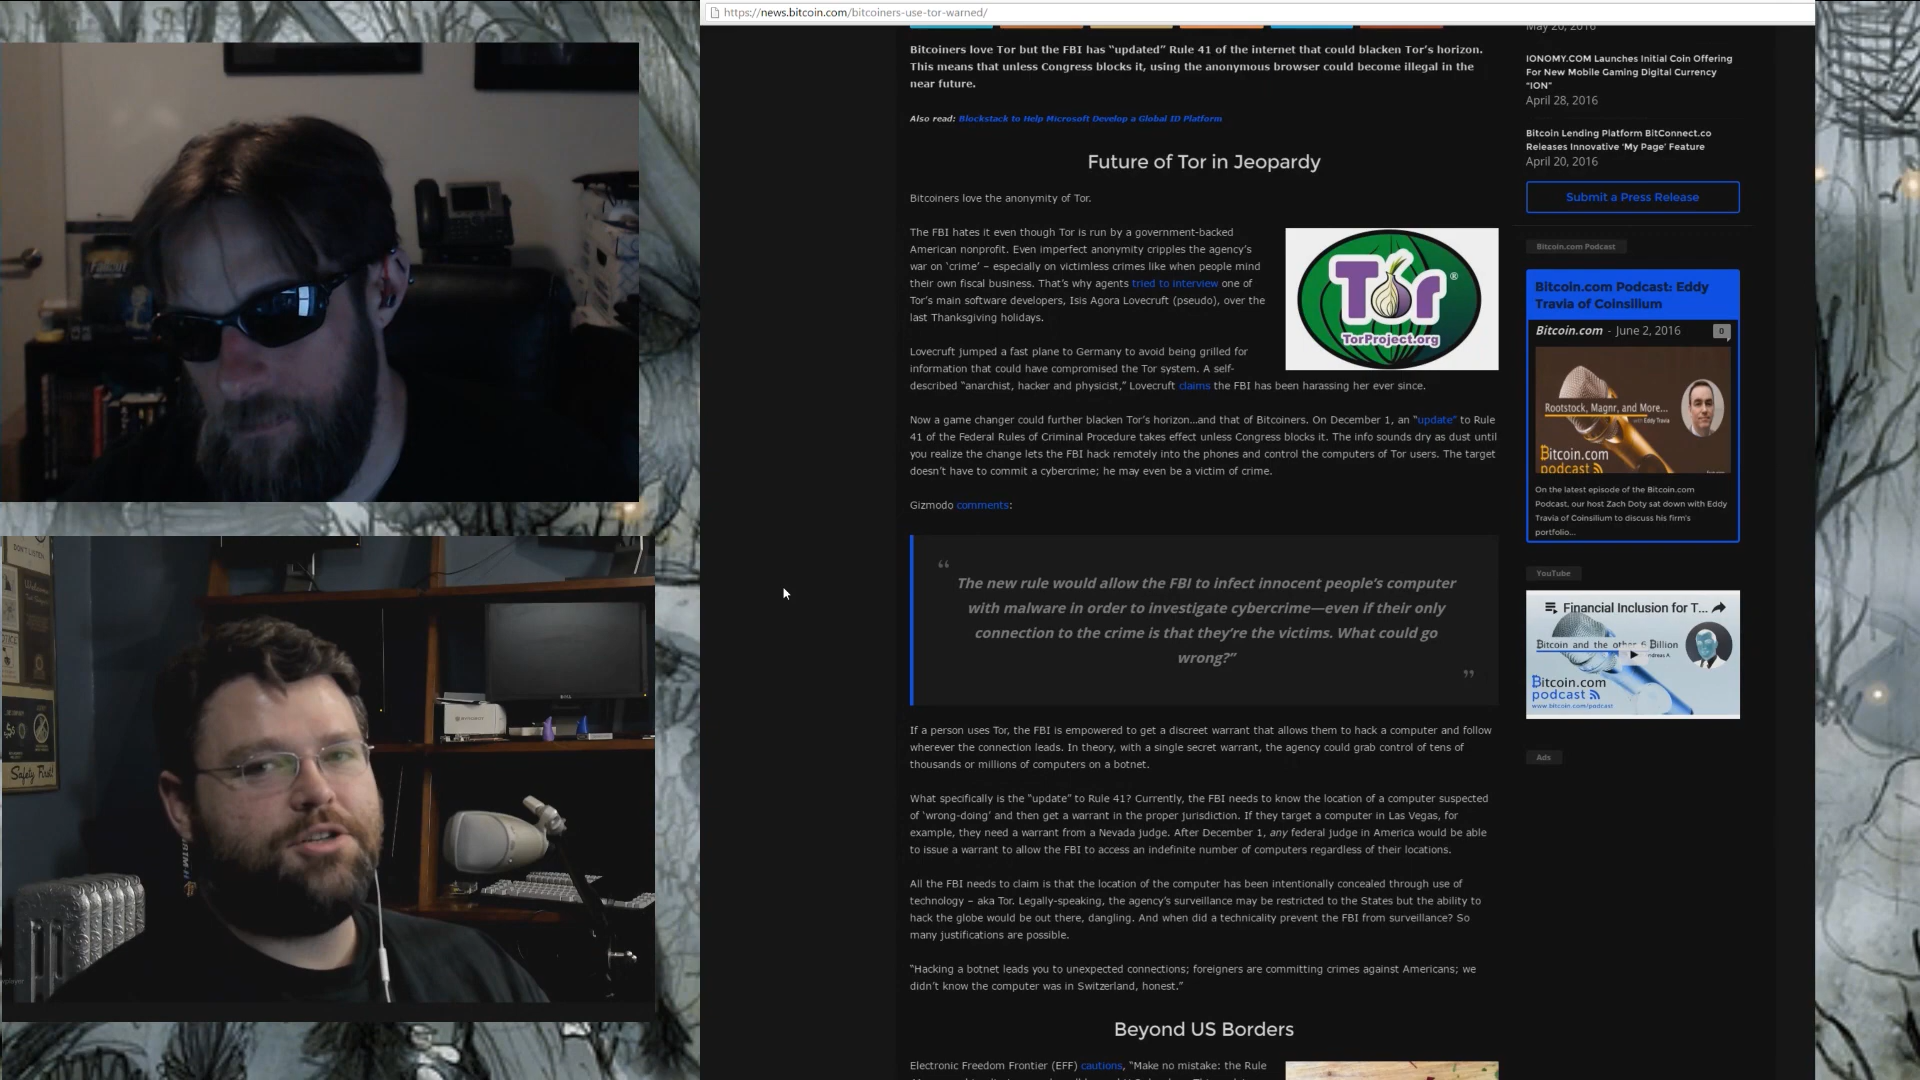 https://news.bitcoin.com/bitcoiners-use-tor-warned/
Bitcoiners love Tor but the FBI has “updated” Rule 41 of the internet that could blacken Tor’s horizon.
This means that unless Congress blocks it, using the anonymous browser could become illegal in the
near future.
Also read: Blockstack to Help Microsoft Develop a Global ID Platform
Future of Tor in Jeopardy
Bitcoiners love the anonymity of Tor.
The FBI hates it even though Tor is run by a government-backed
American nonprofit. Even imperfect anonymity cripples the agency’s
war on ‘crime’ – especially on victimless crimes like when people mind
their own fiscal business. That’s why agents tried to interview one of
Tor’s main software developers, Isis Agora Lovecruft (pseudo), over the
last Thanksgiving holidays.
Tor®
TorProject.org
Lovecruft jumped a fast plane to Germany to avoid being grilled for
information that could have compromised the Tor system. A self-
described “anarchist, hacker and physicist,” Lovecruft claims the FBI has been harassing her ever since.
Now a game changer could further blacken Tor’s horizon…and that of Bitcoiners. On December 1, an “update” to Rule
41 of the Federal Rules of Criminal Procedure takes effect unless Congress blocks it. The info sounds dry as dust until
you realize the change lets the FBI hack remotely into the phones and control the computers of Tor users. The target
doesn’t have to commit a cybercrime; he may even be a victim of crime.
Gizmodo comments:
“
The new rule would allow the FBI to infect innocent people’s computer
with malware in order to investigate cybercrime—even if their only
connection to the crime is that they’re the victims. What could go
wrong?”
”
If a person uses Tor, the FBI is empowered to get a discreet warrant that allows them to hack a computer and follow
wherever the connection leads. In theory, with a single secret warrant, the agency could grab control of tens of
thousands or millions of computers on a botnet.
What specifically is the “update” to Rule 41? Currently, the FBI needs to know the location of a computer suspected
of ‘wrong-doing’ and then get a warrant in the proper jurisdiction. If they target a computer in Las Vegas, for
example, they need a warrant from a Nevada judge. After December 1, any federal judge in America would be able
to issue a warrant to allow the FBI to access an indefinite number of computers regardless of their locations.
All the FBI needs to claim is that the location of the computer has been intentionally concealed through use of
technology – aka Tor. Legally-speaking, the agency’s surveillance may be restricted to the States but the ability to
hack the globe would be out there, dangling. And when did a technicality prevent the FBI from surveillance? So
many justifications are possible.
“Hacking a botnet leads you to unexpected connections; foreigners are committing crimes against Americans; we
didn’t know the computer was in Switzerland, honest.”
Beyond US Borders
Electronic Freedom Frontier (EFF) cautions, “Make no mistake: the Rule
May 26, 2016
IONOMY.COM Launches Initial Coin Offering
For New Mobile Gaming Digital Currency
"ION"
April 28, 2016
Bitcoin Lending Platform BitConnect.co
Releases Innovative ‘My Page’ Feature
April 20, 2016
Submit a Press Release
Bitcoin.com Podcast
Bitcoin.com Podcast: Eddy
Travia of Coinsilium
Bitcoin.com - June 2, 2016
0
Rootstock, Magnr, and More...
with Eddy Travia
Bitcoin.com
podcast
On the latest episode of the Bitcoin.com
Podcast, our host Zach Doty sat down with Eddy
Travia of Coinsilium to discuss his firm's
portfolio...
YouTube
Financial Inclusion for T...
Bitcoin and the other 6 Billion
Bitcoin.com
podcast
www.bitcoin.com/podcast
Ads
Fallout
DON'T LISTEN
Welcome
Safety First!
DELL